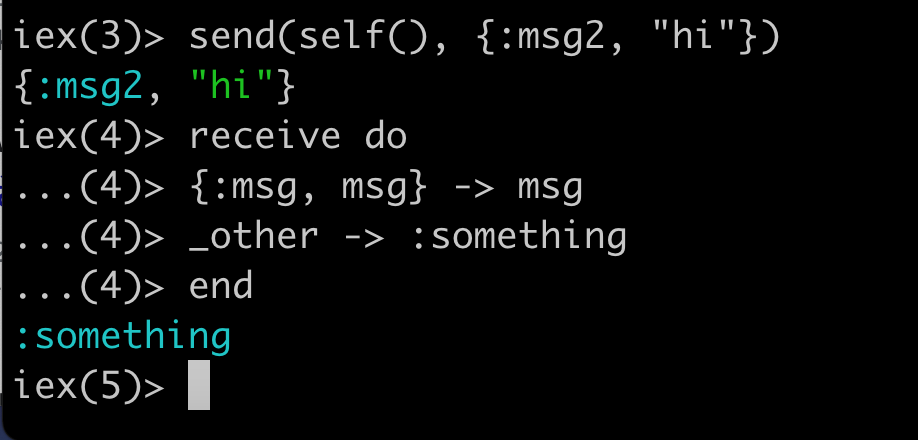 iex(3)> send(self(), {:msg2, "hi"})
{:msg2, "hi"}
iex(4)> receive do
...(4)> {:msg, msg} -> msg
...(4)> _other -> :something
...(4)> end
:something
iex(5)>